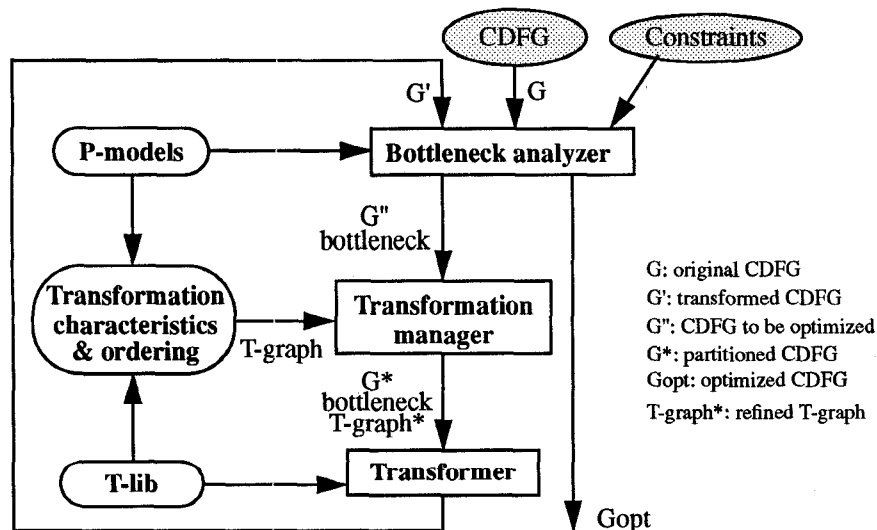 CDFG
Constraints
G'
G
P-models
Bottleneck analyzer
G"
bottleneck
Transformation
characteristics
& ordering
T-graph
Transformation
manager
G*
bottleneck
T-graph*
T-lib
Transformer
Gopt
G: original CDFG
G': transformed CDFG
G": CDFG to be optimized
G*: partitioned CDFG
Gopt: optimized CDFG
T-graph*: refined T-graph